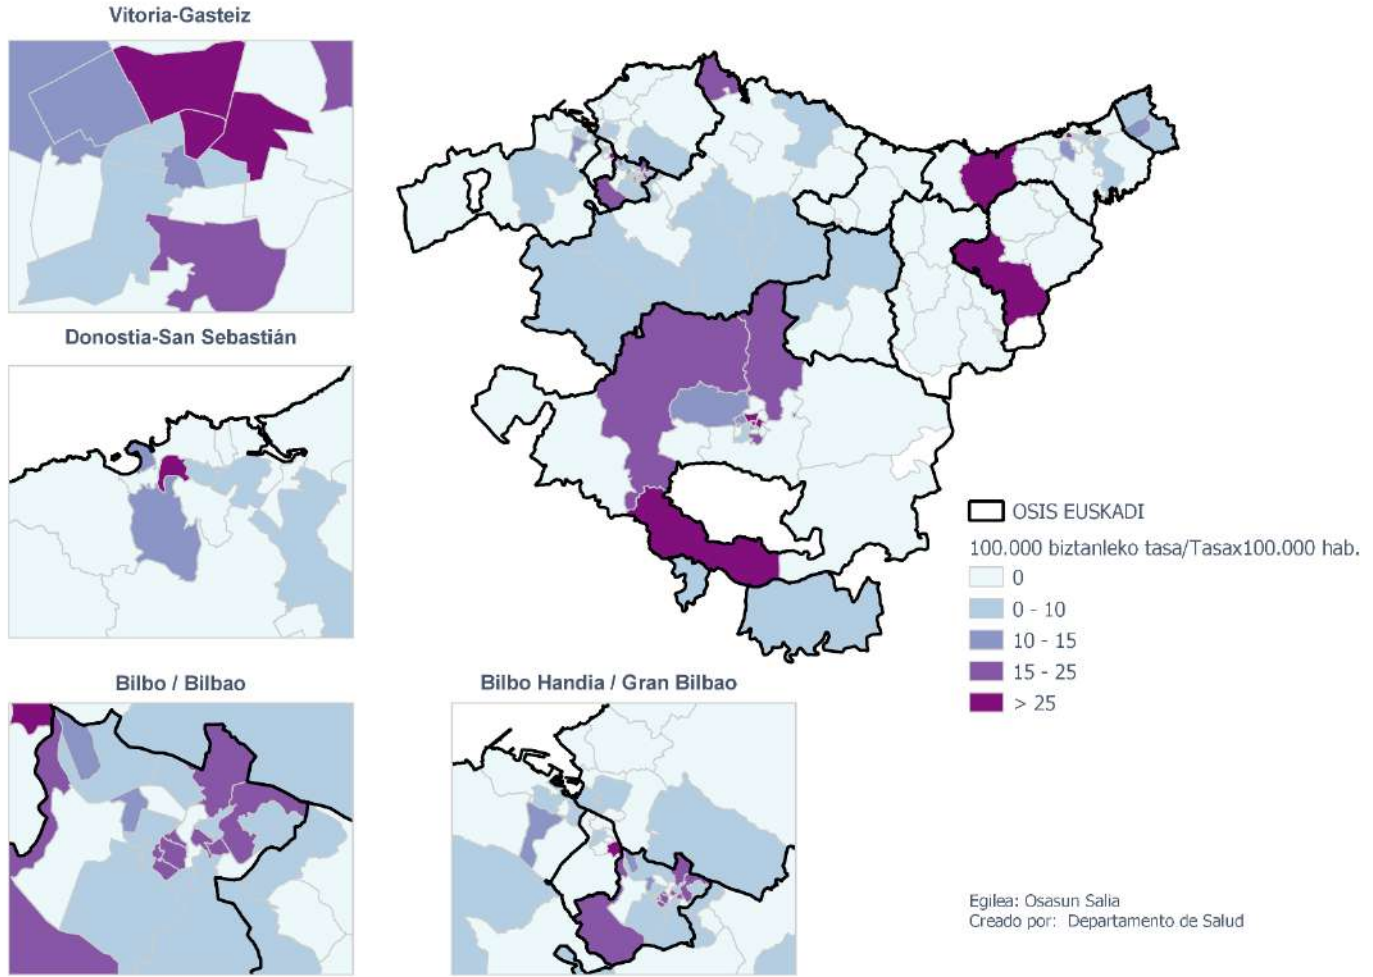 Vitoria-Gasteiz
Donostia-San Sebastián
Bilbo / Bilbao
Bilbo Handia / Gran Bilbao
OSIS EUSKADI
100.000 biztanleko tasa/Tasax100.000 hab.
0
0 - 10
10 - 15
15 - 25
> 25
Egilea: Osasun Salia
Creado por: Departamento de Salud